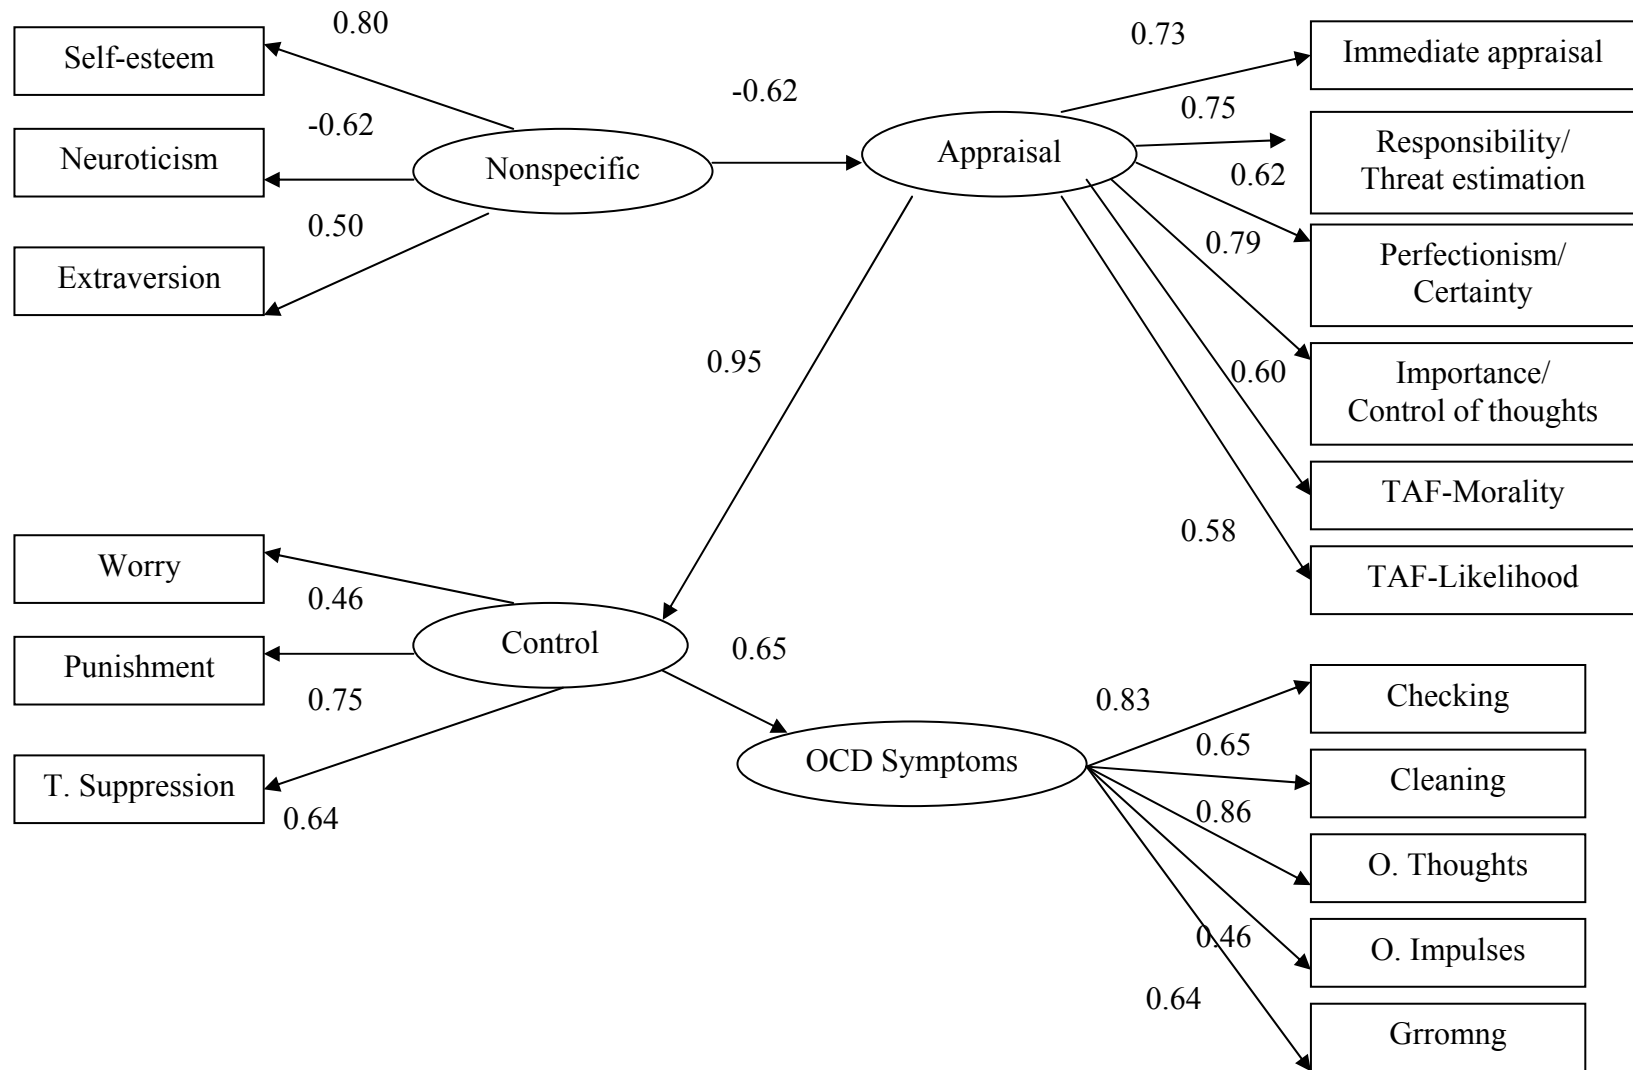 0.80
Self-esteem
-0.62
Neuroticism
0.50
Extraversion
Nonspecific
-0.62
Appraisal
0.73
Immediate appraisal
0.75
Responsibility/
Threat estimation
0.62
Perfectionism/
Certainty
0.79
Importance/
Control of thoughts
0.60
TAF-Morality
0.58
TAF-Likelihood
0.95
Worry
0.46
Punishment
0.75
T. Suppression
0.64
Control
0.65
OCD Symptoms
0.83
Checking
0.65
Cleaning
0.86
O. Thoughts
0.46
O. Impulses
0.64
Grromng